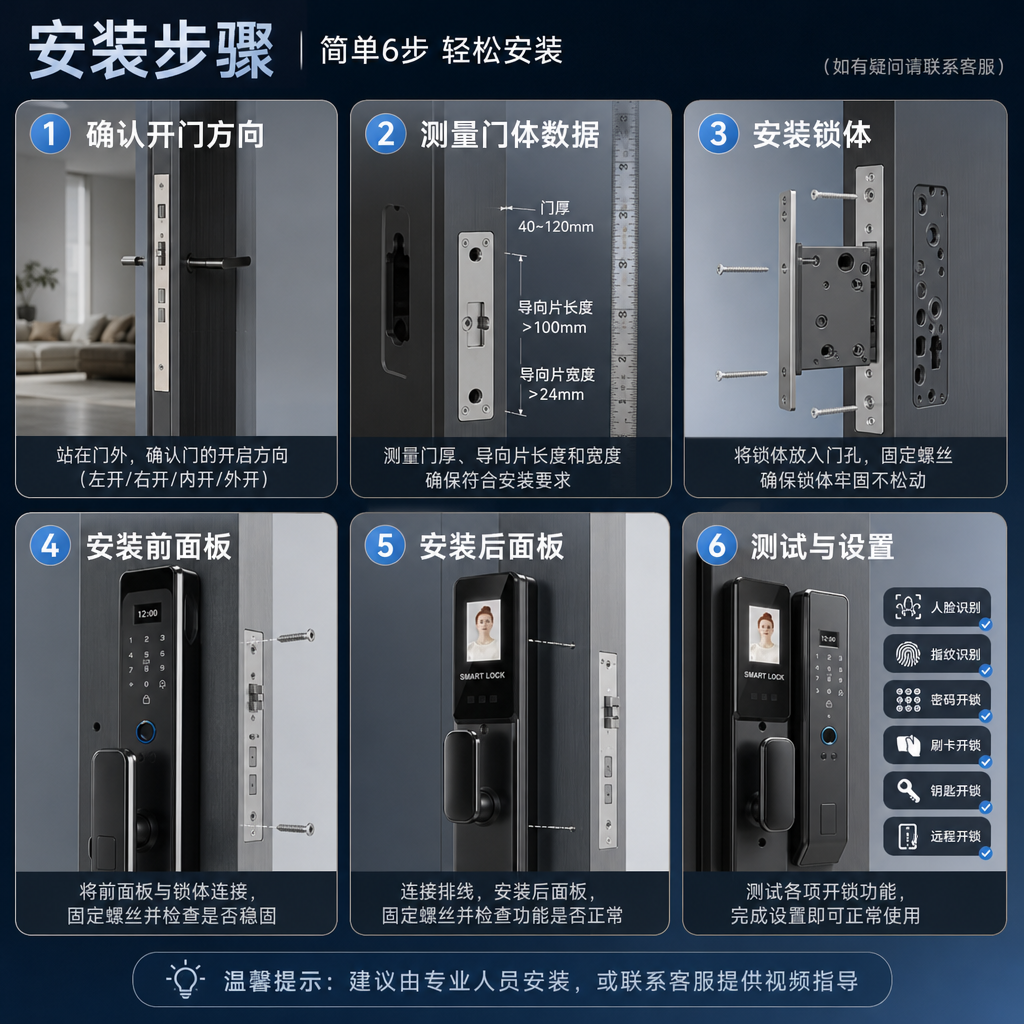 安装步骤
简单6步 轻松安装
（如有疑问请联系客服）
1 确认开门方向
站在门外，确认门的开启方向
（左开/右开/内开/外开）
2 测量门体数据
门厚
40~120mm
导向片长度
>100mm
导向片宽度
>24mm
测量门厚、导向片长度和宽度
确保符合安装要求
3 安装锁体
将锁体放入门孔，固定螺丝
确保锁体牢固不松动
4 安装前面板
12:00
1 2 3
4 5 6
7 8 9
0
将前面板与锁体连接，
固定螺丝并检查是否稳固
5 安装后面板
SMART LOCK
连接排线，安装后面板，
固定螺丝并检查功能是否正常
6 测试与设置
SMART LOCK
人脸识别
指纹识别
密码开锁
刷卡开锁
钥匙开锁
远程开锁
测试各项开锁功能，
完成设置即可正常使用
温馨提示：建议由专业人员安装，或联系客服提供视频指导